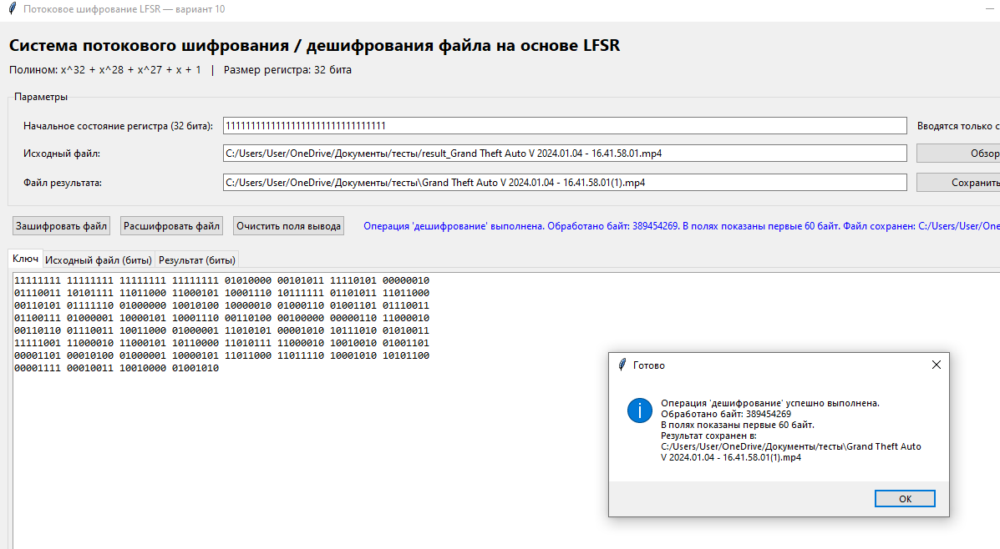 Потоковое шифрование LFSR — вариант 10
Система потокового шифрования / дешифрования файла на основе LFSR
Полином: x^32 + x^28 + x^27 + x + 1 | Размер регистра: 32 бита
Параметры
Начальное состояние регистра (32 бита): 11111111111111111111111111111111 Вводятся только с
Исходный файл: C:/Users/User/OneDrive/Документы/тесты/result_Grand Theft Auto V 2024.01.04 - 16.41.58.01.mp4 Обзор
Файл результата: C:/Users/User/OneDrive/Документы/тесты\Grand Theft Auto V 2024.01.04 - 16.41.58.01(1).mp4 Сохранить
Зашифровать файл Расшифровать файл Очистить поля вывода Операция 'дешифрование' выполнена. Обработано байт: 389454269. В полях показаны первые 60 байт. Файл сохранен: C:/Users/User/One
Ключ Исходный файл (биты) Результат (биты)
11111111 11111111 11111111 11111111 01010000 00101011 11110101 00000010
01110011 10101111 11011000 11000101 10001110 10111111 01101011 11011000
00110101 01111110 01000000 10010100 10000010 01000110 01001101 01110011
01100111 01000001 10000101 10001110 00110100 00100000 00000110 11000010
00110110 01110011 10011000 01000001 11010101 00001010 10111010 01010011
11111001 11000010 11000101 10110000 11010111 11000010 10010010 01001101
00001101 00010100 01000001 10000101 11011000 11011110 10001010 10101100
00001111 00010011 10010000 01001010
Готово
Операция 'дешифрование' успешно выполнена.
Обработано байт: 389454269
В полях показаны первые 60 байт.
Результат сохранен в:
C:/Users/User/OneDrive/Документы/тесты\Grand Theft Auto
V 2024.01.04 - 16.41.58.01(1).mp4
OK